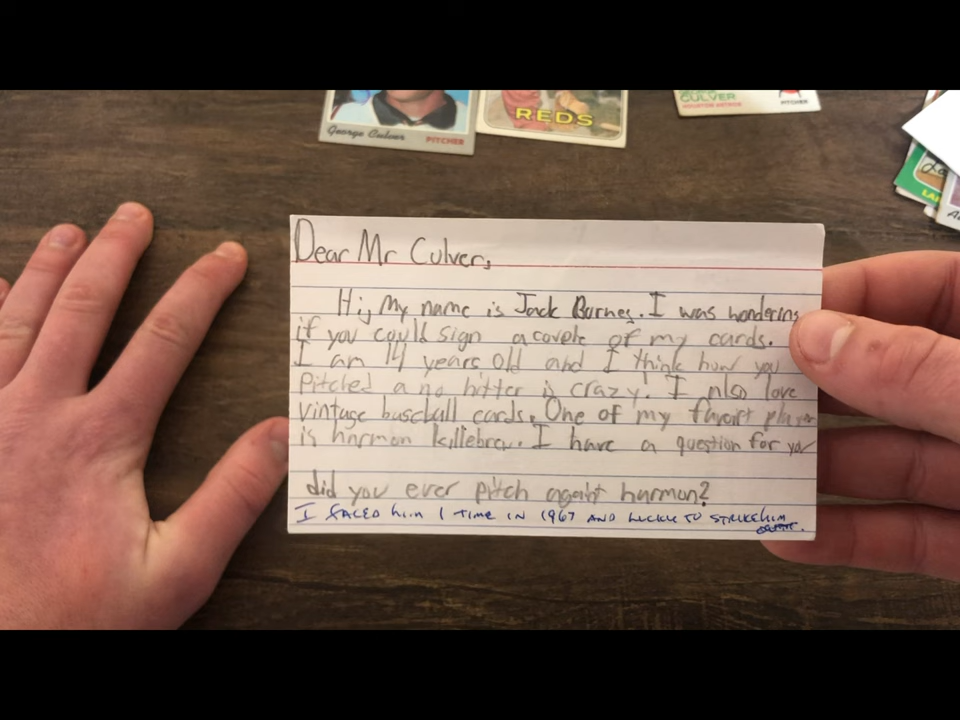 George Culver PITCHER
REDS
CULVER
HOUSTON ASTROS PITCHER
Dear Mr Culver,
Hi, My name is Jack Barnes. I was wondering
if you could sign a couple of my cards.
I am 14 years old and I think how you
pitched a no hitter is crazy! I also love
vintage baseball cards. One of my favorit player
is harmon killebrew. I have a question for you
did you ever pitch against harmon?
I FACED him 1 TIME IN 1967 AND LUCKY TO STRIKE him